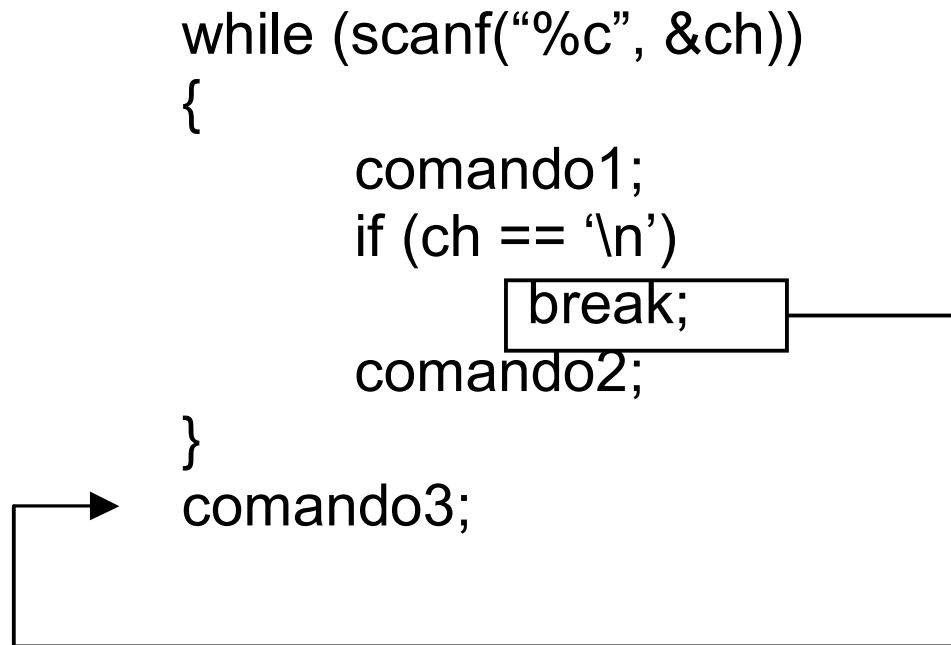 while (scanf(“%c”, &ch))
{
comando1;
if (ch == ‘\n’)
break;
comando2;
}
comando3;